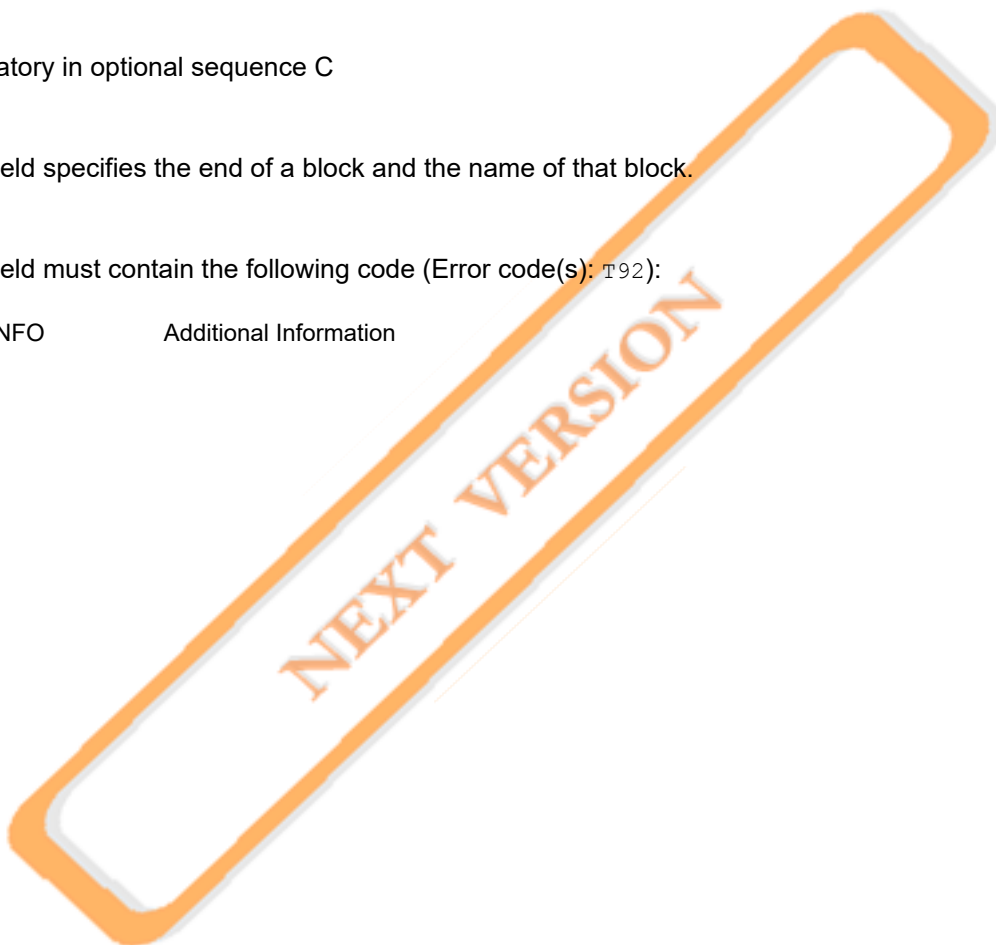 atory in optional sequence C
eld specifies the end of a block and the name of that block.
eld must contain the following code (Error code(s): T92):
NFO Additional Information
NEXT VERSION